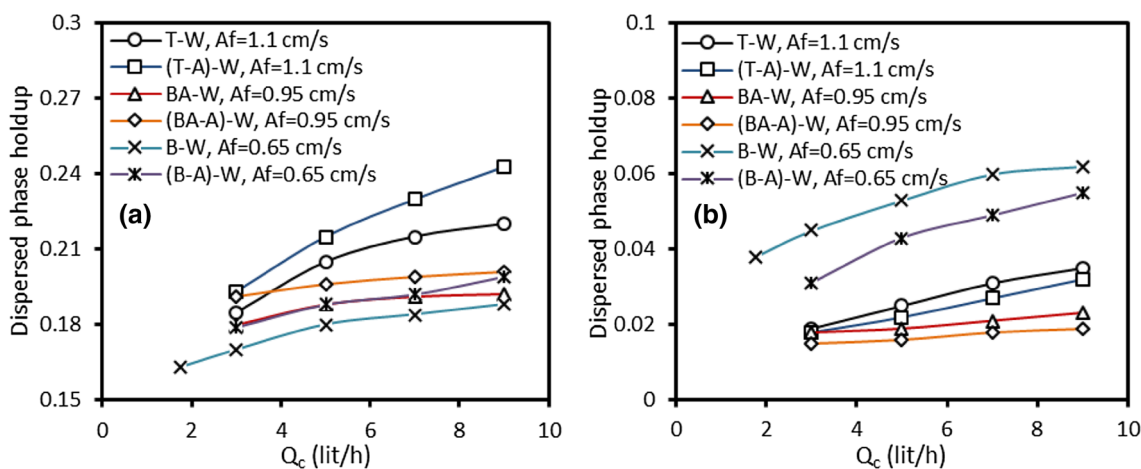 0.3
0.27
0.24
0.21
0.18
0.15
Dispersed phase holdup
T-W, Af=1.1 cm/s
(T-A)-W, Af=1.1 cm/s
BA-W, Af=0.95 cm/s
(BA-A)-W, Af=0.95 cm/s
B-W, Af=0.65 cm/s
(B-A)-W, Af=0.65 cm/s
(a)
0 2 4 6 8 10
Qc (lit/h)
0.1
0.08
0.06
0.04
0.02
0
Dispersed phase holdup
T-W, Af=1.1 cm/s
(T-A)-W, Af=1.1 cm/s
BA-W, Af=0.95 cm/s
(BA-A)-W, Af=0.95 cm/s
B-W, Af=0.65 cm/s
(B-A)-W, Af=0.65 cm/s
(b)
0 2 4 6 8 10
Qc (lit/h)